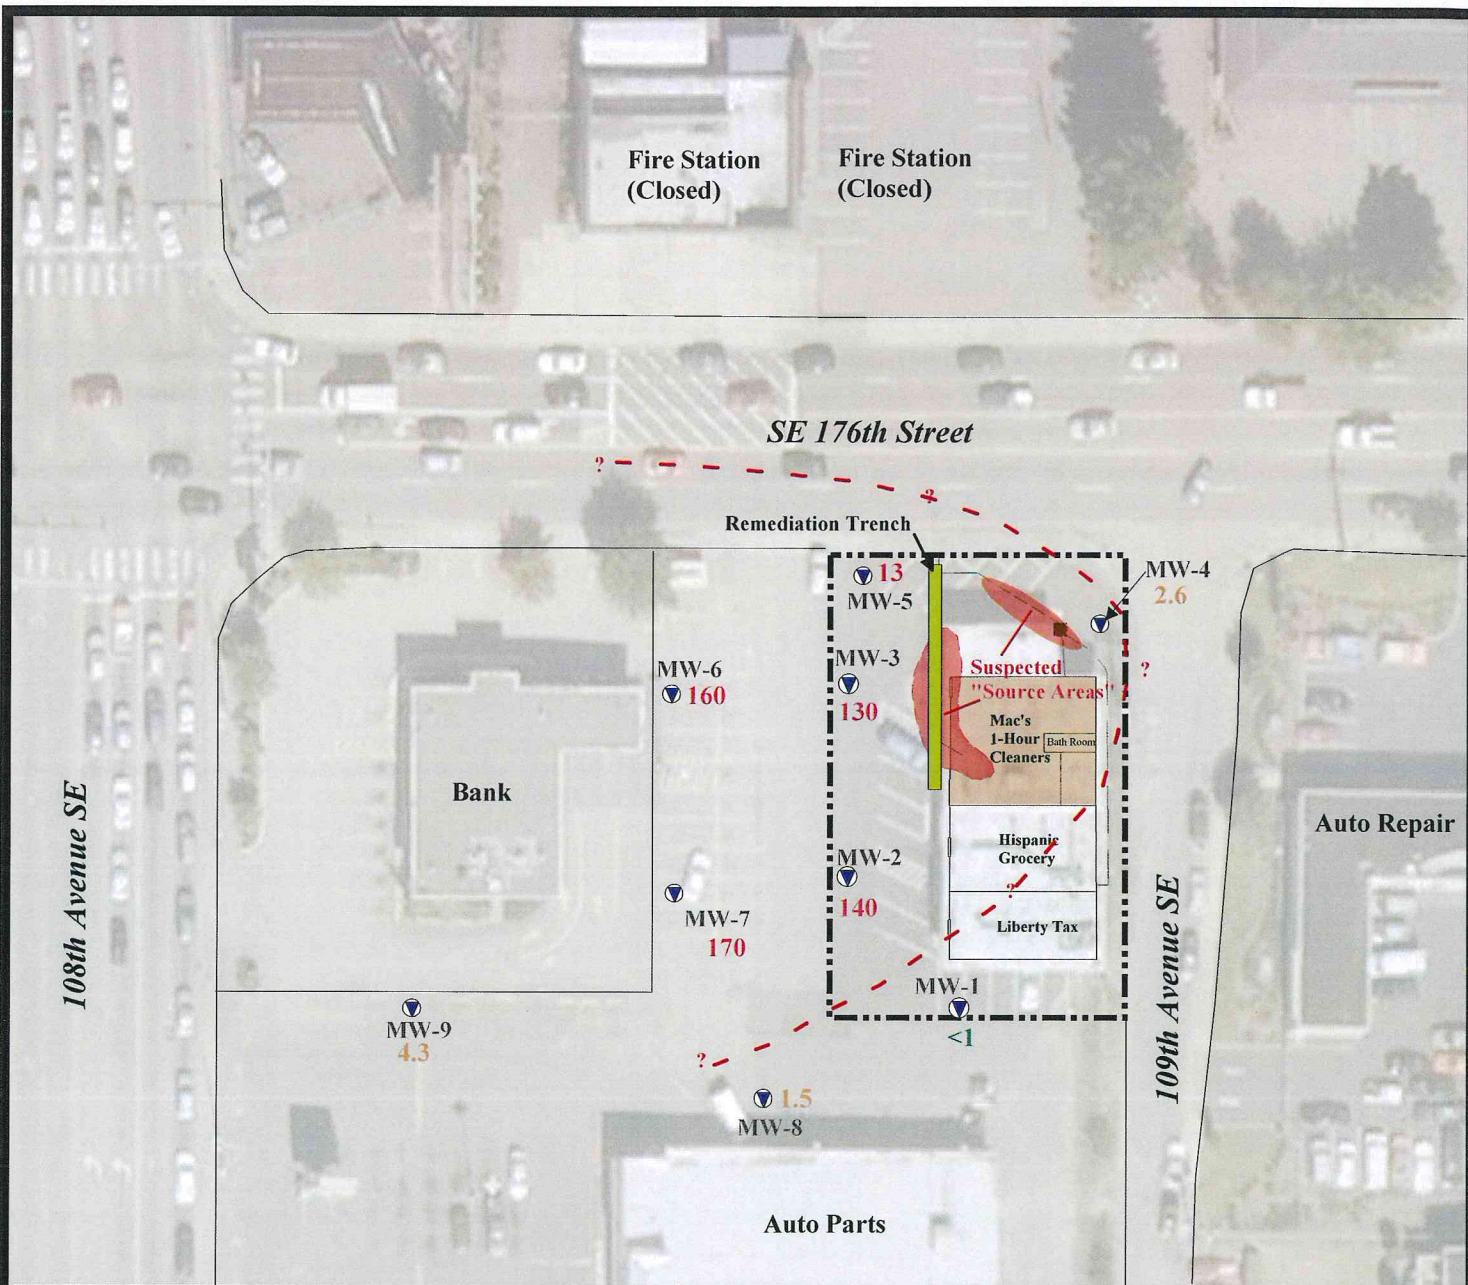 Fire Station
(Closed)
Fire Station
(Closed)
SE 176th Street
?
?
Remediation Trench
13
MW-5
MW-4
2.6
MW-3
130
MW-6
160
Suspected
"Source Areas"
?
?
Mac's
1-Hour
Cleaners
Bath Room
Bank
Auto Repair
108th Avenue SE
Hispanic
Grocery
MW-2
140
MW-7
170
?
Liberty Tax
109th Avenue SE
MW-1
<1
MW-9
4.3
?
1.5
MW-8
Auto Parts